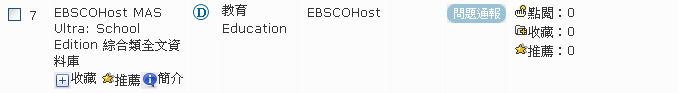 7
EBSCOHost MAS
Ultra: School
Edition 綜合類全文資
料庫
收藏 推薦 簡介
D
教育
Education
EBSCOHost
問題通報
點閱：0
收藏：0
推薦：0